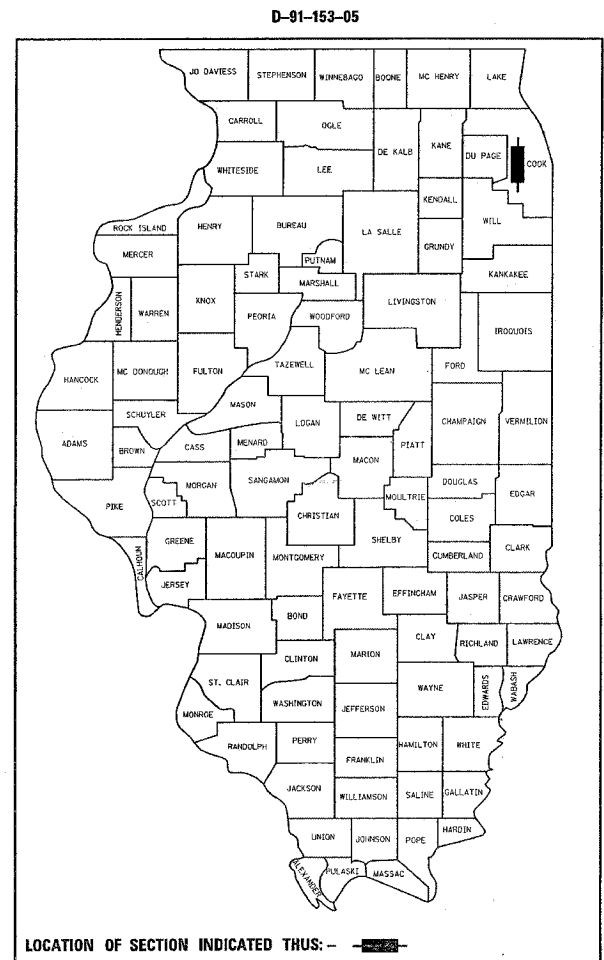 D-91-153-05
JO DAVIESS STEPHENSON WINNEBAGO BOONE MC HENRY LAKE
CARROLL OGLE
DE KALB KANE DU PAGE COOK
WHITESIDE LEE
KENDALL
ROCK ISLAND HENRY BUREAU LA SALLE WILL
MERCER PUTNAM GRUNDY
STARK MARSHALL KANKAKEE
HENDERSON WARREN KNOX PEORIA WOODFORD LIVINGSTON IROQUOIS
HANCOCK MC DONOUGH FULTON TAZEWELL MC LEAN FORD
SCHUYLER MASON
ADAMS BROWN CASS MENARD LOGAN DE WITT PIATT CHAMPAIGN VERMILION
MACON
PIKE SCOTT MORGAN SANGAMON MOULTRIE DOUGLAS EDGAR
CHRISTIAN COLES
CALHOUN GREENE MACOUPIN MONTGOMERY SHELBY CUMBERLAND CLARK
JERSEY FAYETTE EFFINGHAM JASPER CRAWFORD
MADISON BOND
CLINTON MARION CLAY RICHLAND LAWRENCE
ST. CLAIR WAYNE EDWARDS WABASH
MONROE WASHINGTON JEFFERSON
RANDOLPH PERRY FRANKLIN HAMILTON WHITE
JACKSON WILLIAMSON SALINE GALLATIN
UNION JOHNSON POPE HARDIN
ALEXANDER PULASKI MASSAC
LOCATION OF SECTION INDICATED THUS: -